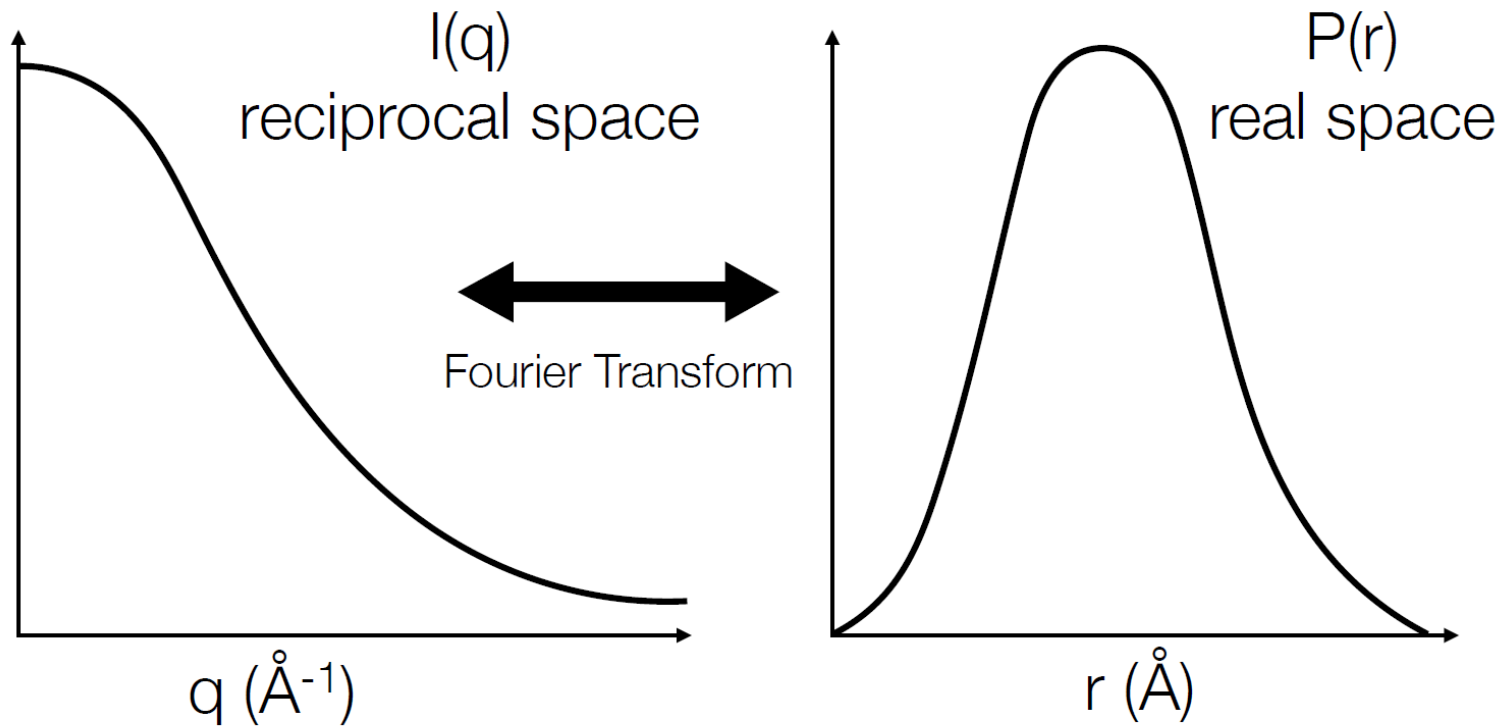 I(q)
reciprocal space
P(r)
real space
Fourier Transform
q (Å⁻¹)
r (Å)